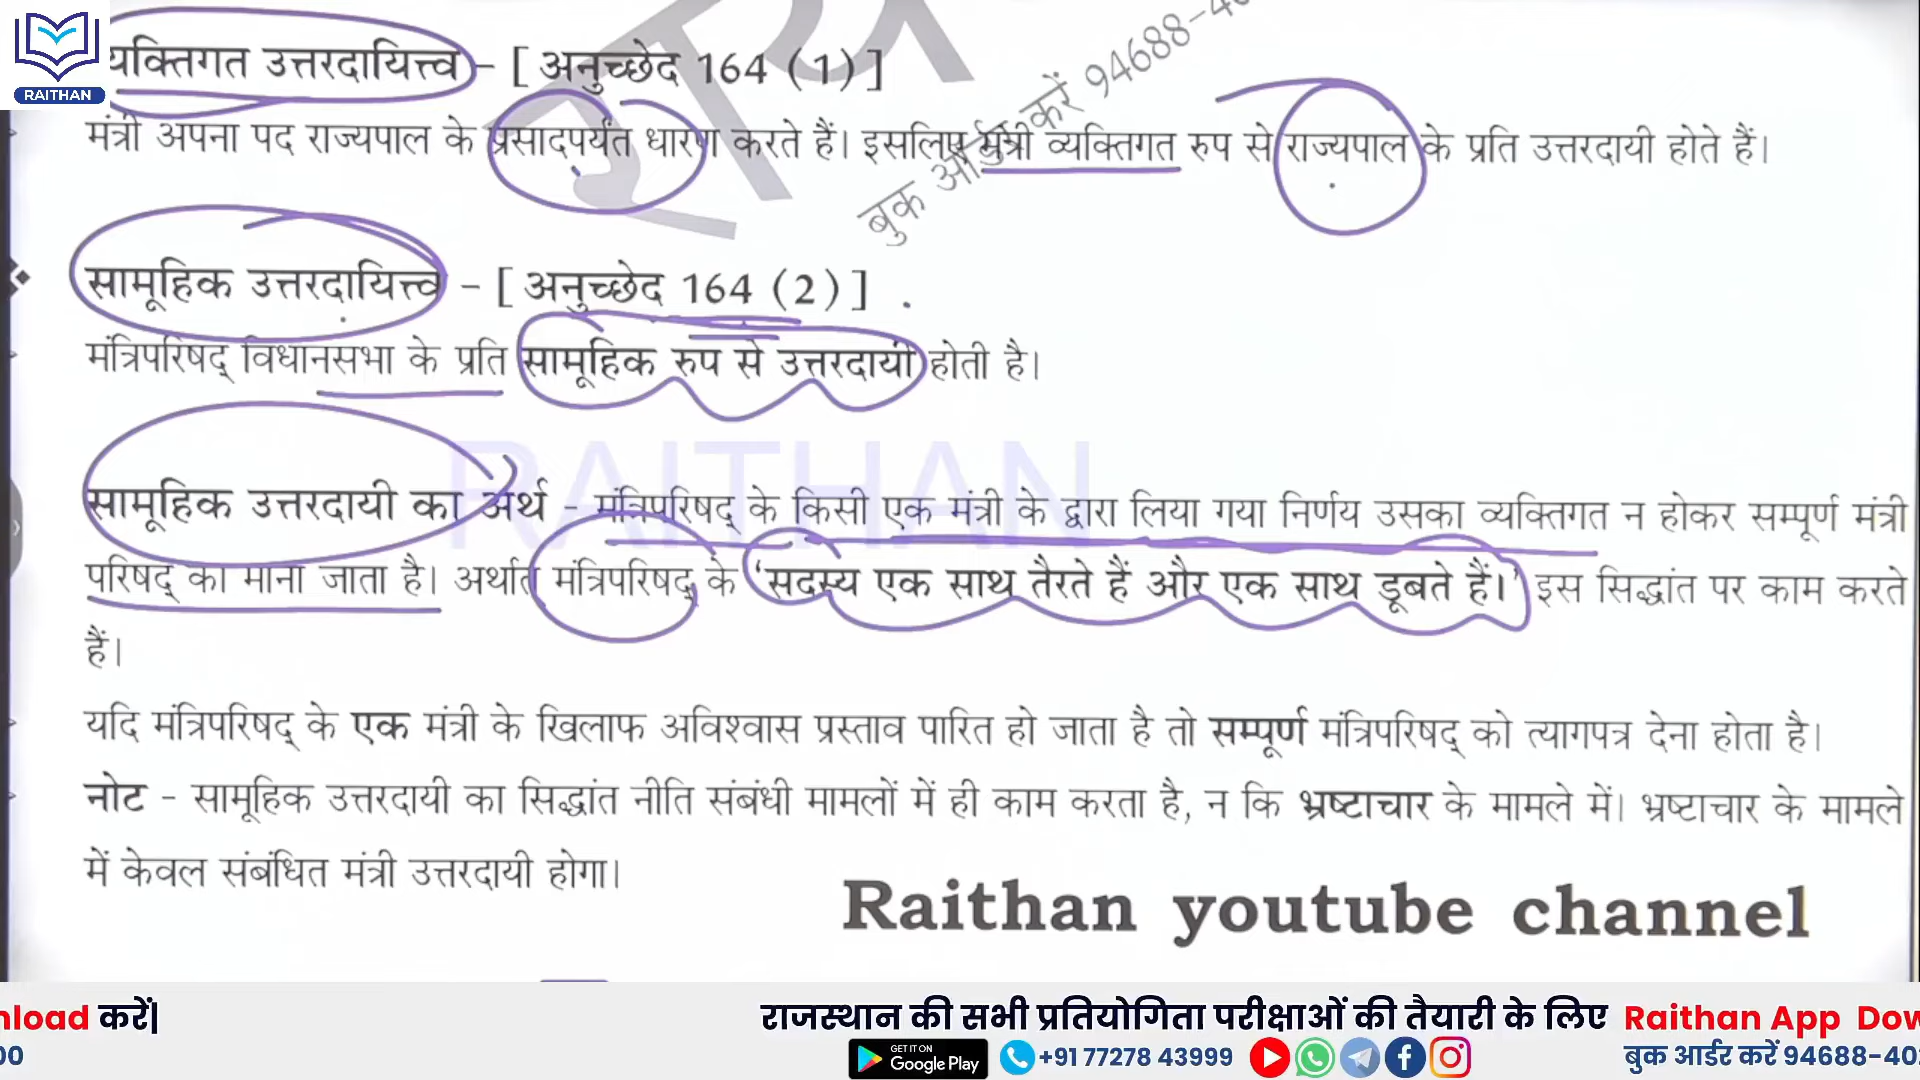 RAITHAN
व्यक्तिगत उत्तरदायित्त्व - [ अनुच्छेद 164 (1) ]
मंत्री अपना पद राज्यपाल के प्रसादपर्यंत धारण करते हैं। इसलिए मंत्री व्यक्तिगत रुप से राज्यपाल के प्रति उत्तरदायी होते हैं।
बुक ऑर्डर करें 94688-40
सामूहिक उत्तरदायित्त्व - [ अनुच्छेद 164 (2) ]
मंत्रिपरिषद् विधानसभा के प्रति सामूहिक रुप से उत्तरदायी होती है।
RAITHAN
सामूहिक उत्तरदायी का अर्थ - मंत्रिपरिषद् के किसी एक मंत्री के द्वारा लिया गया निर्णय उसका व्यक्तिगत न होकर सम्पूर्ण मंत्री
परिषद् का माना जाता है। अर्थात मंत्रिपरिषद् के 'सदस्य एक साथ तैरते हैं और एक साथ डूबते हैं।' इस सिद्धांत पर काम करते
हैं।
यदि मंत्रिपरिषद् के एक मंत्री के खिलाफ अविश्वास प्रस्ताव पारित हो जाता है तो सम्पूर्ण मंत्रिपरिषद् को त्यागपत्र देना होता है।
नोट - सामूहिक उत्तरदायी का सिद्धांत नीति संबंधी मामलों में ही काम करता है, न कि भ्रष्टाचार के मामले में। भ्रष्टाचार के मामले
में केवल संबंधित मंत्री उत्तरदायी होगा।
Raithan youtube channel
nload करें|
राजस्थान की सभी प्रतियोगिता परीक्षाओं की तैयारी के लिए Raithan App Dow
00
GET IT ON
Google Play
+91 77278 43999
बुक आर्डर करें 94688-40